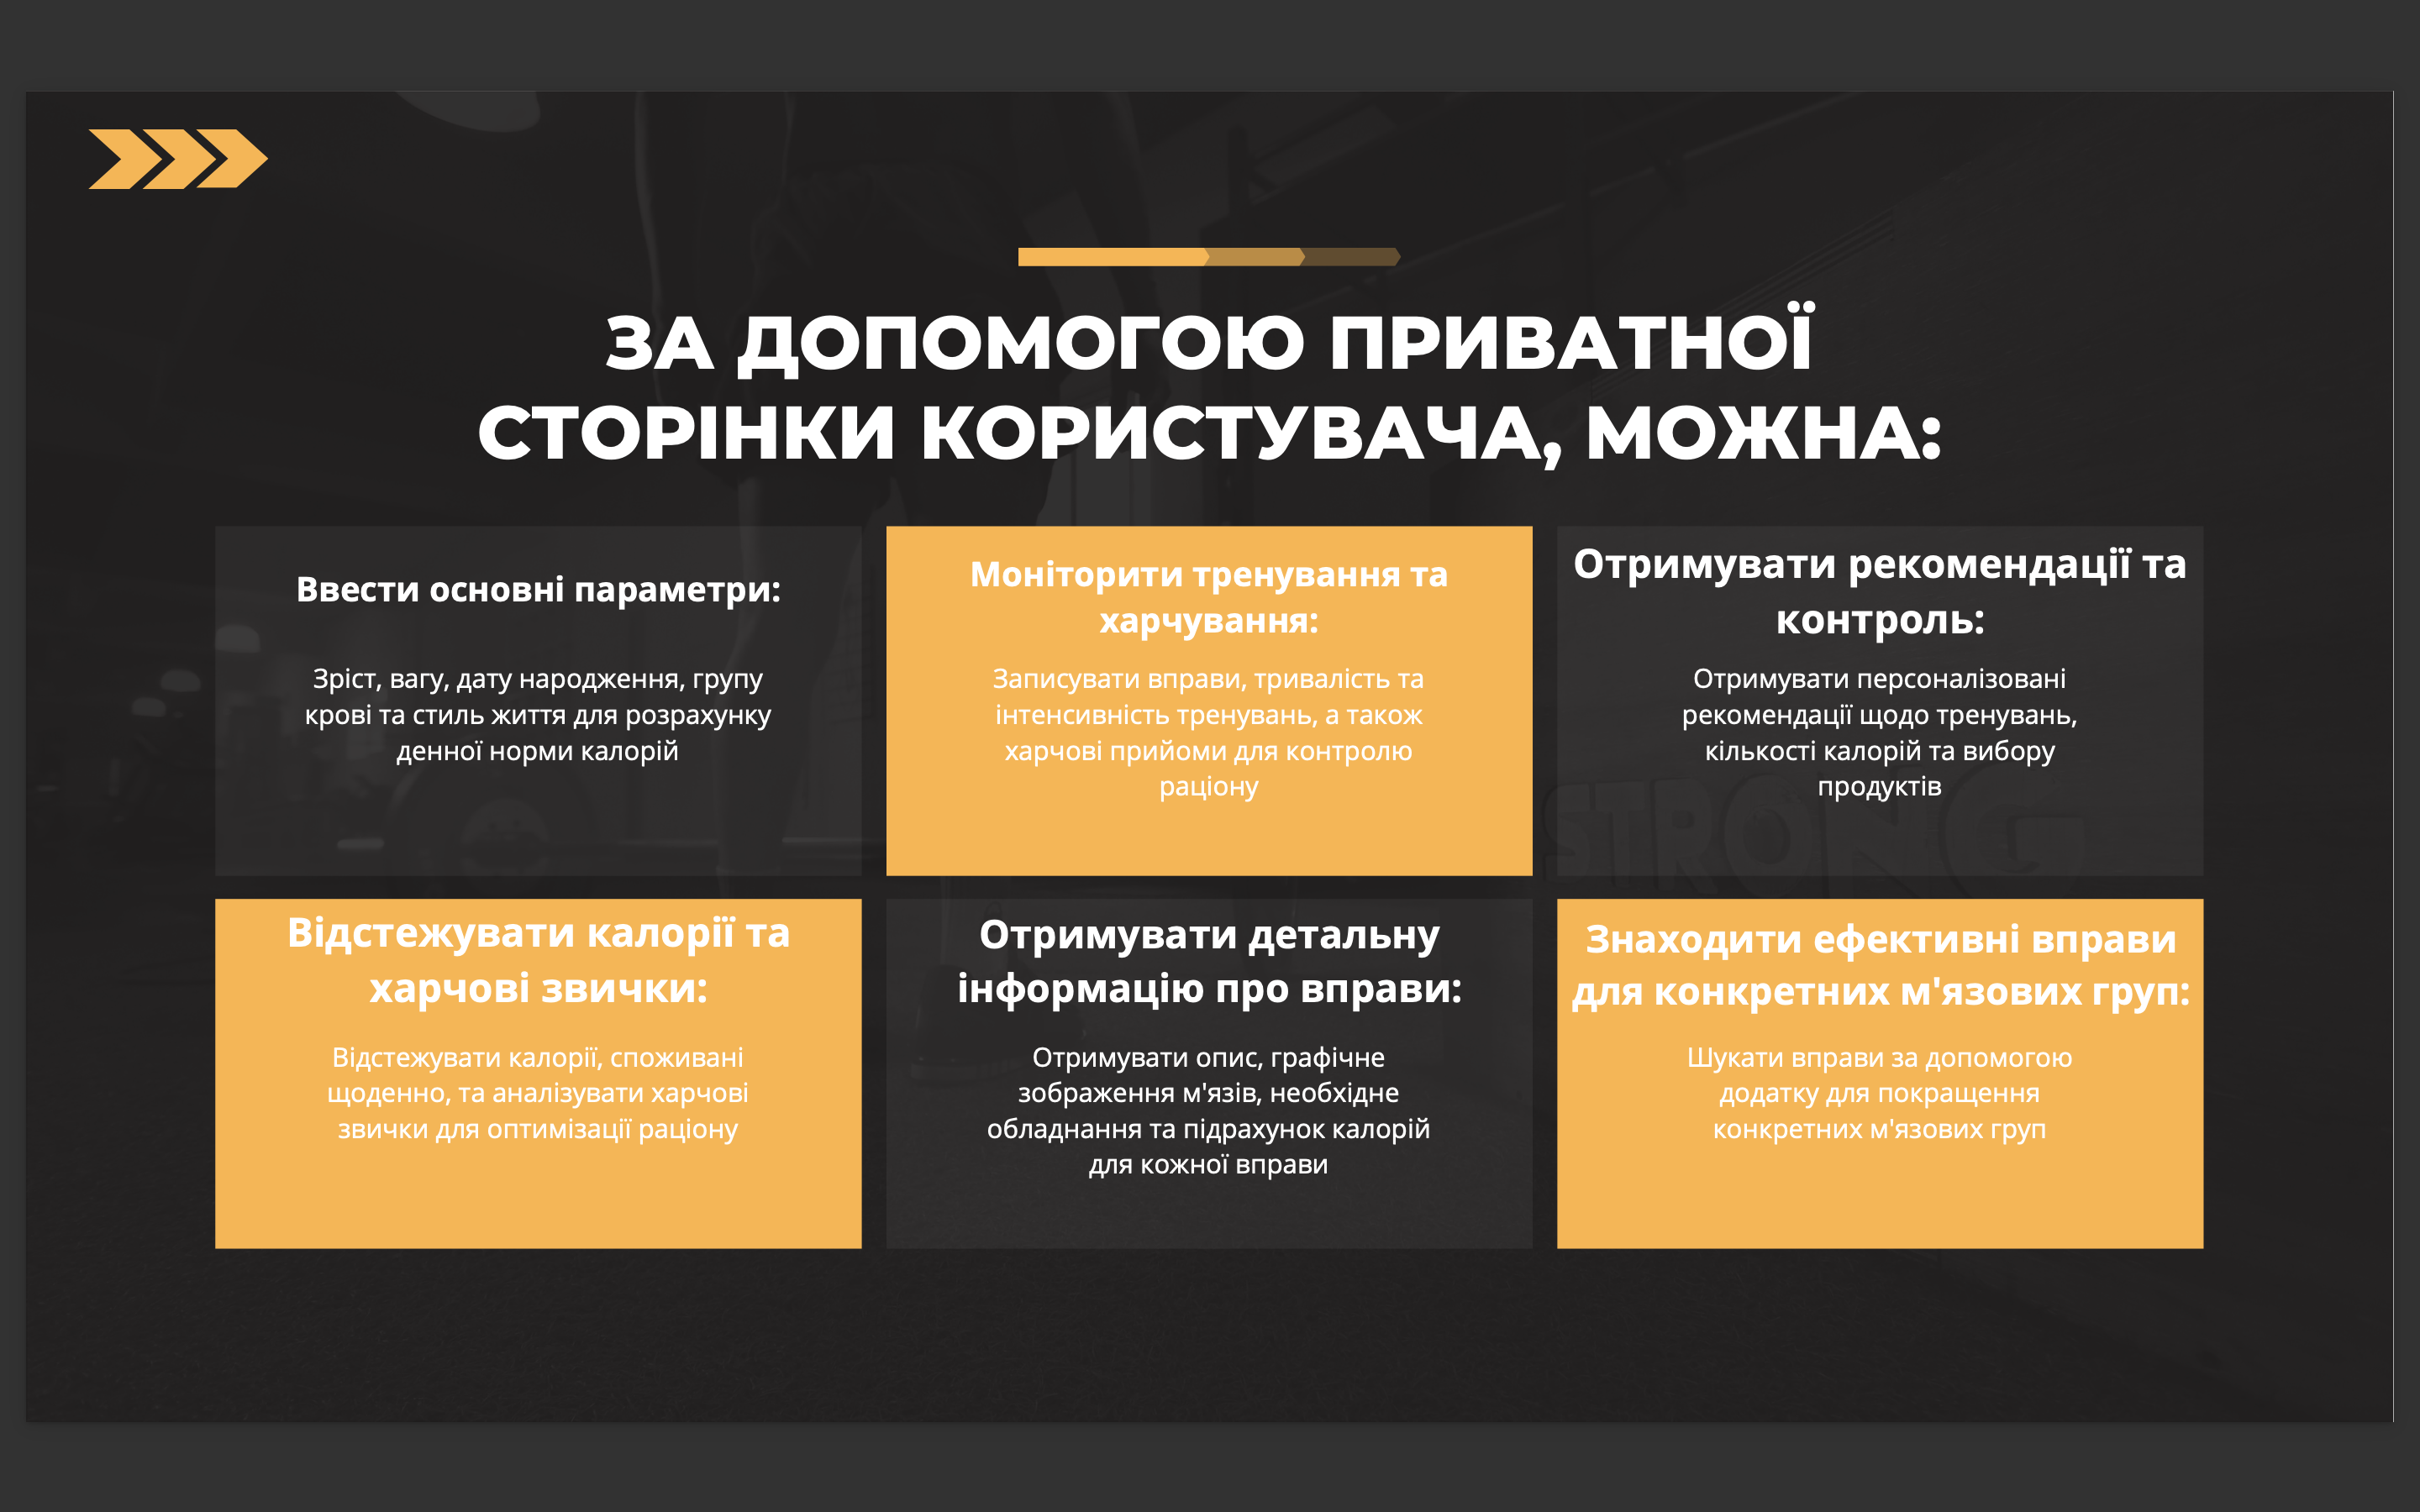 ЗА ДОПОМОГОЮ ПРИВАТНОЇ
СТОРІНКИ КОРИСТУВАЧА, МОЖНА:
Ввести основні параметри:
Зріст, вагу, дату народження, групу
крові та стиль життя для розрахунку
денної норми калорій
Моніторити тренування та
харчування:
Записувати вправи, тривалість та
інтенсивність тренувань, а також
харчові прийоми для контролю
раціону
Отримувати рекомендації та
контроль:
Отримувати персоналізовані
рекомендації щодо тренувань,
кількості калорій та вибору
продуктів
STRONG
Відстежувати калорії та
харчові звички:
Відстежувати калорії, споживані
щоденно, та аналізувати харчові
звички для оптимізації раціону
Отримувати детальну
інформацію про вправи:
Отримувати опис, графічне
зображення м'язів, необхідне
обладнання та підрахунок калорій
для кожної вправи
Знаходити ефективні вправи
для конкретних м'язових груп:
Шукати вправи за допомогою
додатку для покращення
конкретних м'язових груп